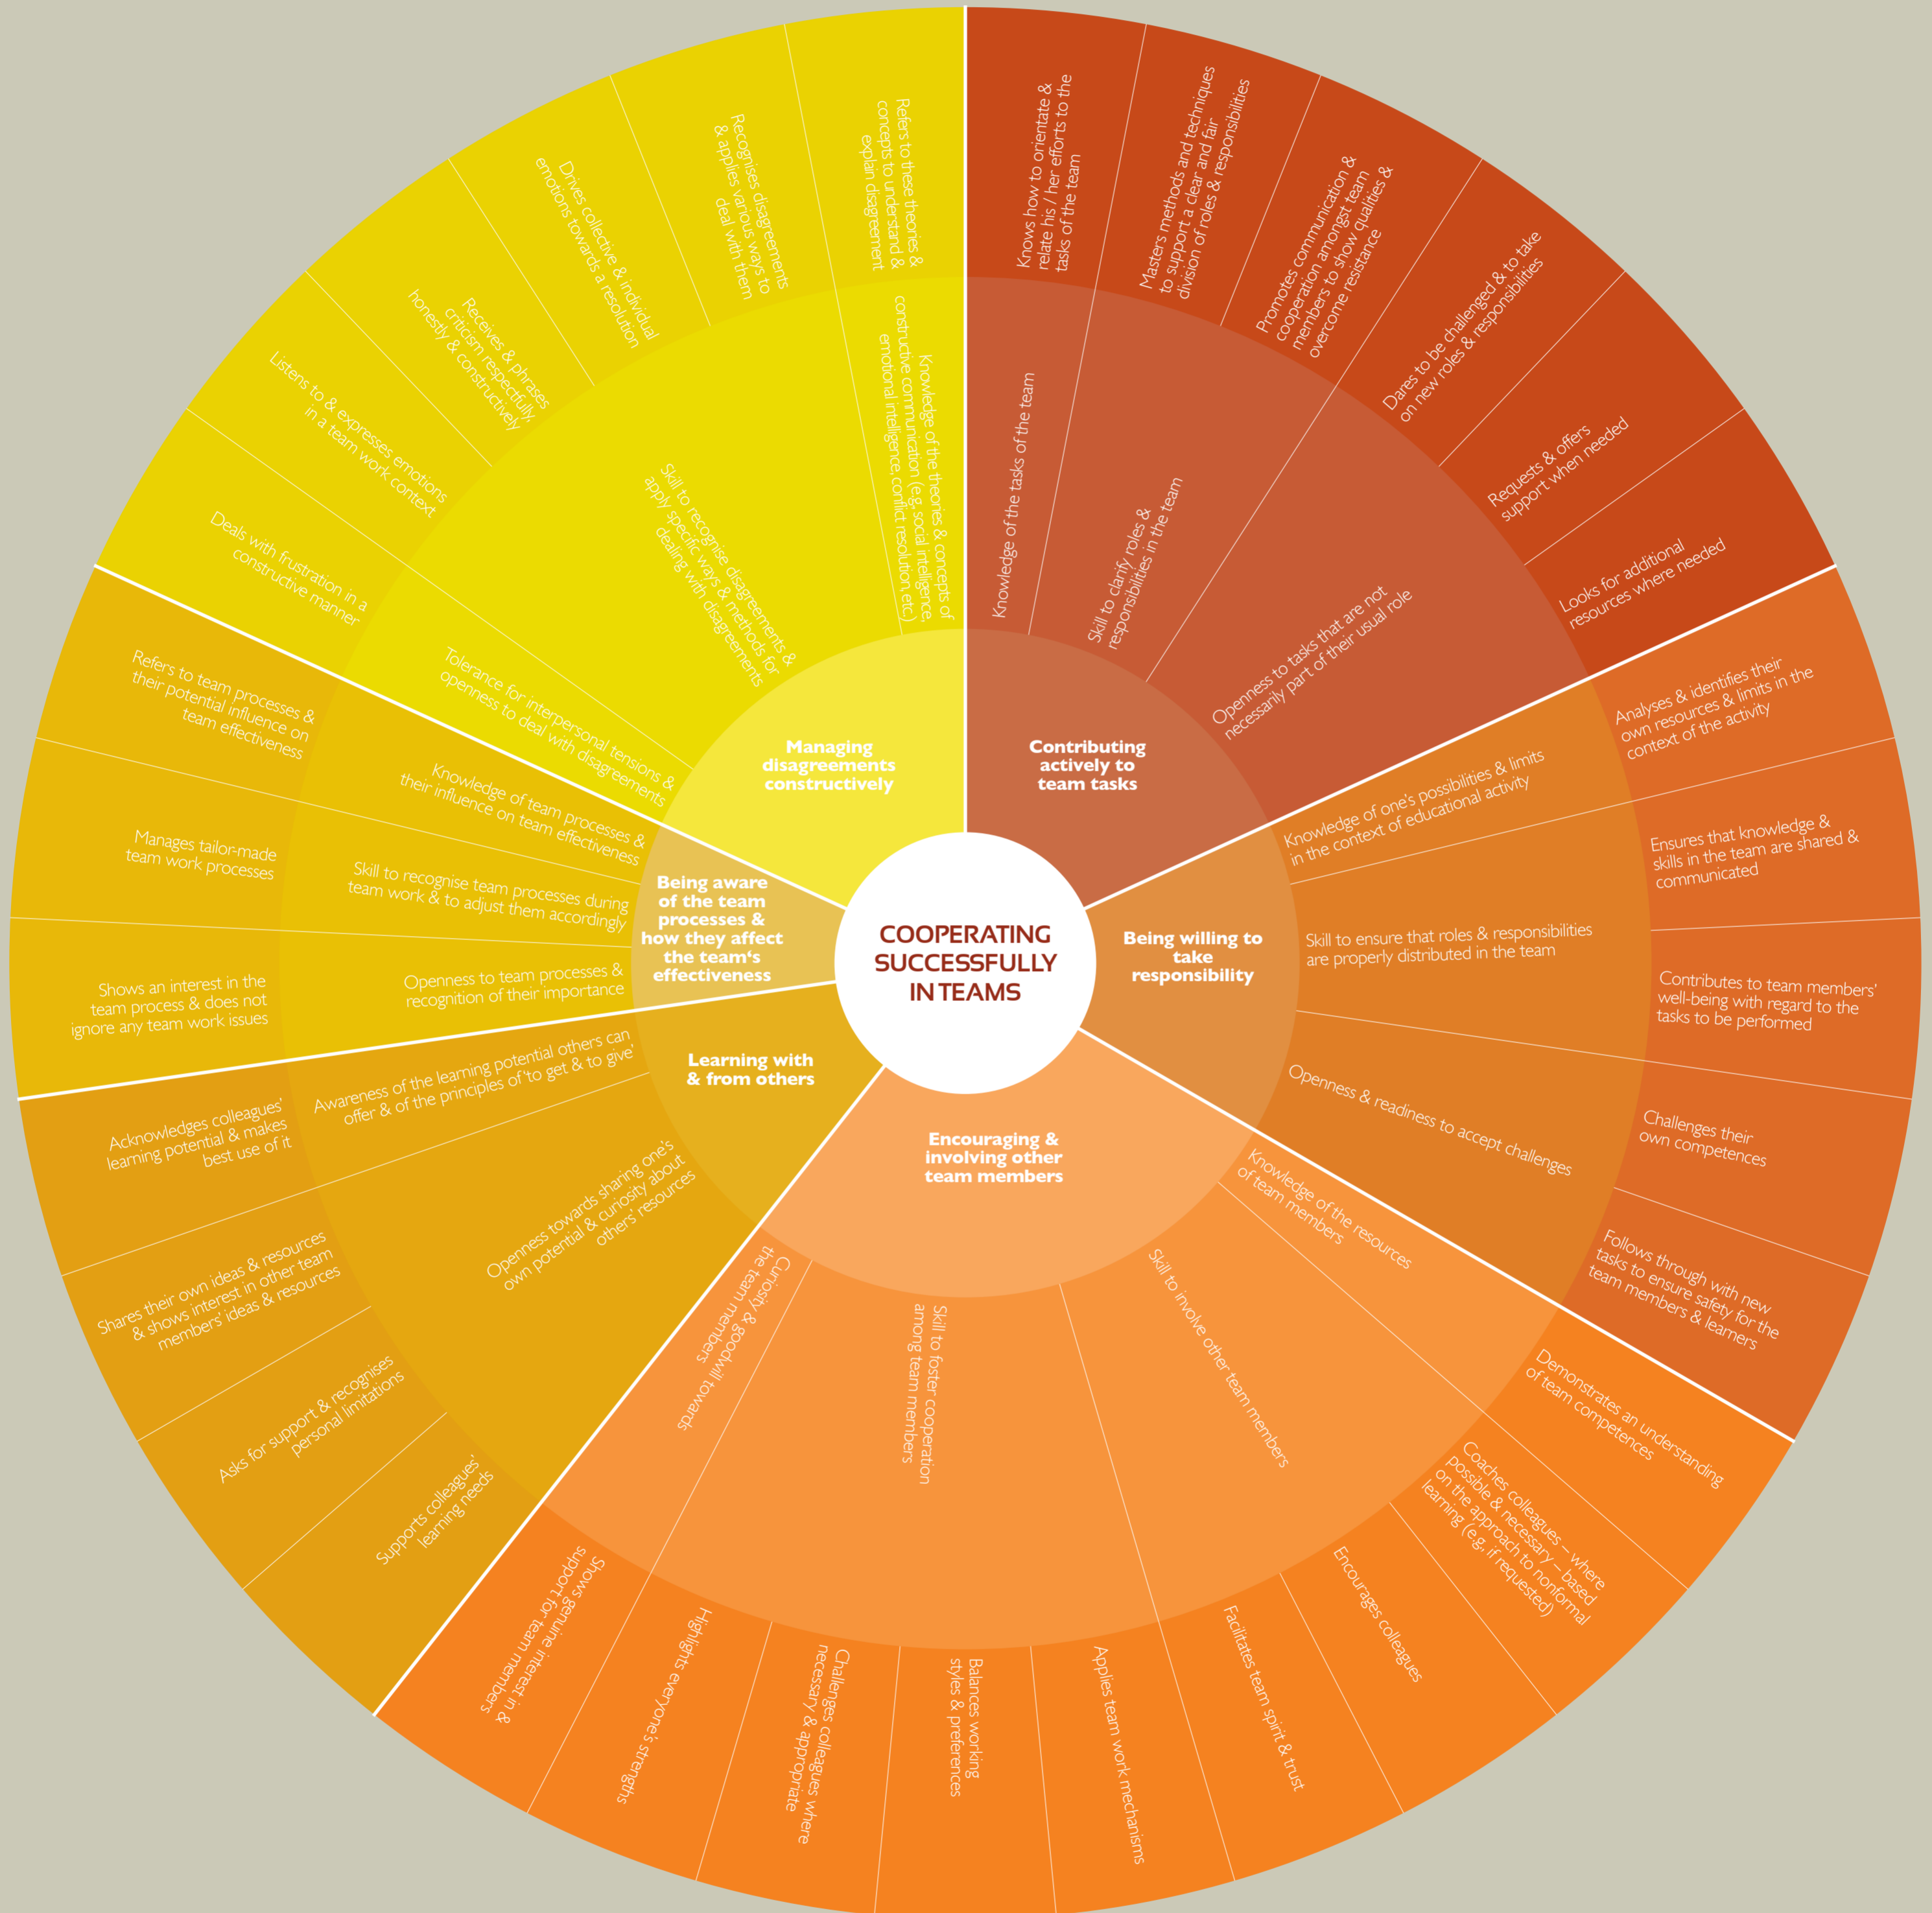 COOPERATING
SUCCESSFULLY
IN TEAMS
Contributing
actively to
team tasks
Knowledge of the tasks of the team
Knows how to orientate &
relate his / her efforts to the
tasks of the team
Skill to clarify roles &
responsibilities in the team
Masters methods and techniques
to support a clear and fair
division of roles & responsibilities
Promotes communication &
cooperation amongst team
members to show qualities &
overcome resistance
Openness to tasks that are not
necessarily part of their usual role
Dares to be challenged & to take
on new roles & responsibilities
Requests & offers
support when needed
Looks for additional
resources where needed
Being willing to
take
responsibility
Knowledge of one's possibilities & limits
in the context of educational activity
Analyses & identifies their
own resources & limits in the
context of the activity
Skill to ensure that roles & responsibilities
are properly distributed in the team
Ensures that knowledge &
skills in the team are shared &
communicated
Contributes to team members'
well-being with regard to the
tasks to be performed
Openness & readiness to accept challenges
Challenges their
own competences
Follows through with new
tasks to ensure safety for the
team members & learners
Encouraging &
involving other
team members
Knowledge of the resources
of team members
Demonstrates an understanding
of team competences
Skill to involve other team members
Coaches colleagues – where
possible & necessary – based
on the approach to nonformal
learning (e.g., if requested)
Encourages colleagues
Facilitates team spirit & trust
Skill to foster cooperation
among team members
Applies team work mechanisms
Balances working
styles & preferences
Challenges colleagues where
necessary & appropriate
Highlights everyone's strengths
Curiosity & goodwill towards
the team members
Shows genuine interest in &
support for team members
Learning with
& from others
Openness towards sharing one's
own potential & curiosity about
others' resources
Supports colleagues'
learning needs
Asks for support & recognises
personal limitations
Shares their own ideas & resources
& shows interest in other team
members' ideas & resources
Awareness of the learning potential others can
offer & of the principles of 'to get & to give'
Acknowledges colleagues'
learning potential & makes
best use of it
Being aware
of the team
processes &
how they affect
the team's
effectiveness
Openness to team processes &
recognition of their importance
Shows an interest in the
team process & does not
ignore any team work issues
Skill to recognise team processes during
team work & to adjust them accordingly
Manages tailor-made
team work processes
Knowledge of team processes &
their influence on team effectiveness
Refers to team processes &
their potential influence on
team effectiveness
Managing
disagreements
constructively
Tolerance for interpersonal tensions &
openness to deal with disagreements
Deals with frustration in a
constructive manner
Skill to recognise disagreements &
apply specific ways & methods for
dealing with disagreements
Listens to & expresses emotions
in a team work context
Receives & phrases
criticism respectfully,
honestly & constructively
Drives collective & individual
emotions towards a resolution
Recognises disagreements
& applies various ways to
deal with them
Knowledge of the theories & concepts of
constructive communication (e.g, social intelligence,
emotional intelligence, conflict resolution, etc.)
Refers to these theories &
concepts to understand &
explain disagreement